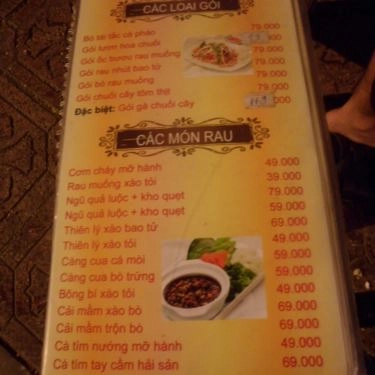 CÁC LOẠI GỎI
Bò tái tắc cà pháo 79.000
Gỏi lươn hoa chuối
Gỏi ốc bươu rau muống 79.000
Gỏi rau nhút bao tử 79.000
Gỏi bò rau muống 79.000
Gỏi chuối cây tôm thịt 79.000
Đặc biệt: Gỏi gà chuối cây
CÁC MÓN RAU
Cơm cháy mỡ hành 49.000
Rau muống xào tỏi 39.000
Ngũ quả luộc + kho quẹt 79.000
Ngũ quả luộc + kho quẹt 59.000
Thiên lý xào bao tử 69.000
Thiên lý xào tỏi 49.000
Càng cua cá mòi 59.000
Càng cua bò trứng 59.000
Bông bí xào tỏi 49.000
Cải mầm xào bò 69.000
Cải mầm trộn bò 69.000
Cà tím nướng mỡ hành 49.000
Cà tím tay cầm hải sản 69.000